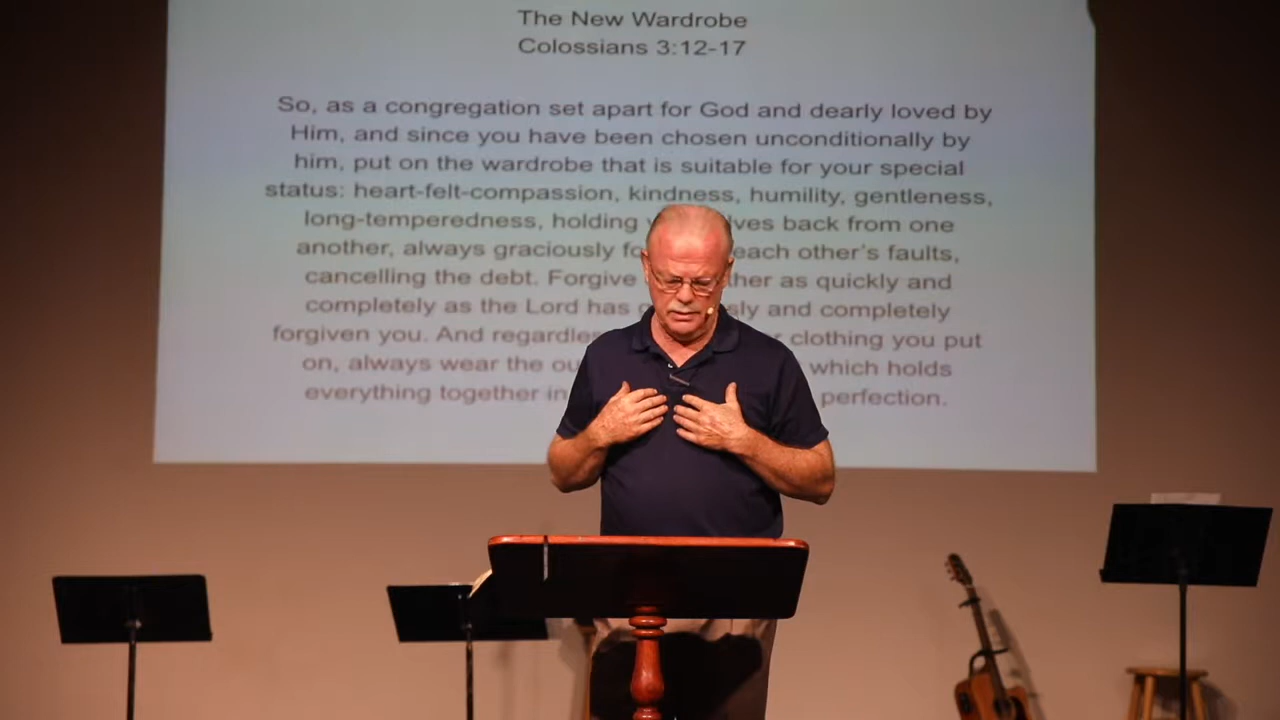 The New Wardrobe
Colossians 3:12-17
So, as a congregation set apart for God and dearly loved by
Him, and since you have been chosen unconditionally by
him, put on the wardrobe that is suitable for your special
status: heart-felt-compassion, kindness, humility, gentleness,
long-temperedness, holding back from one
another, always graciously each other's faults,
cancelling the debt. Forgive as quickly and
completely as the Lord has and completely
forgiven you. And clothing you put
on, always wear the which holds
everything together in perfection.